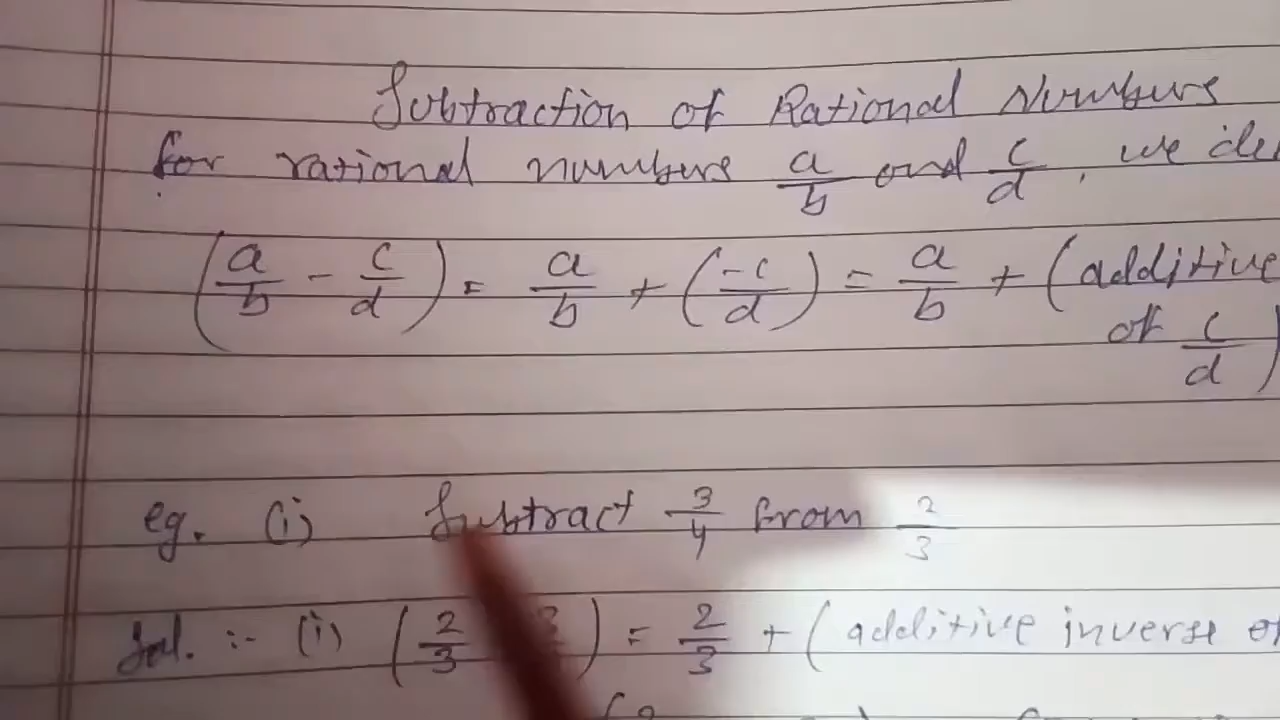 Subtraction of Rational Numbers
for rational numbers a/b and c/d, we de
(a/b - c/d) = a/b + (-c/d) = a/b + (additive
of c/d)
eg. (i) Subtract 3/4 from 2/3
Sol. :- (i) (2/3 3/ ) = 2/3 + (additive inverse of